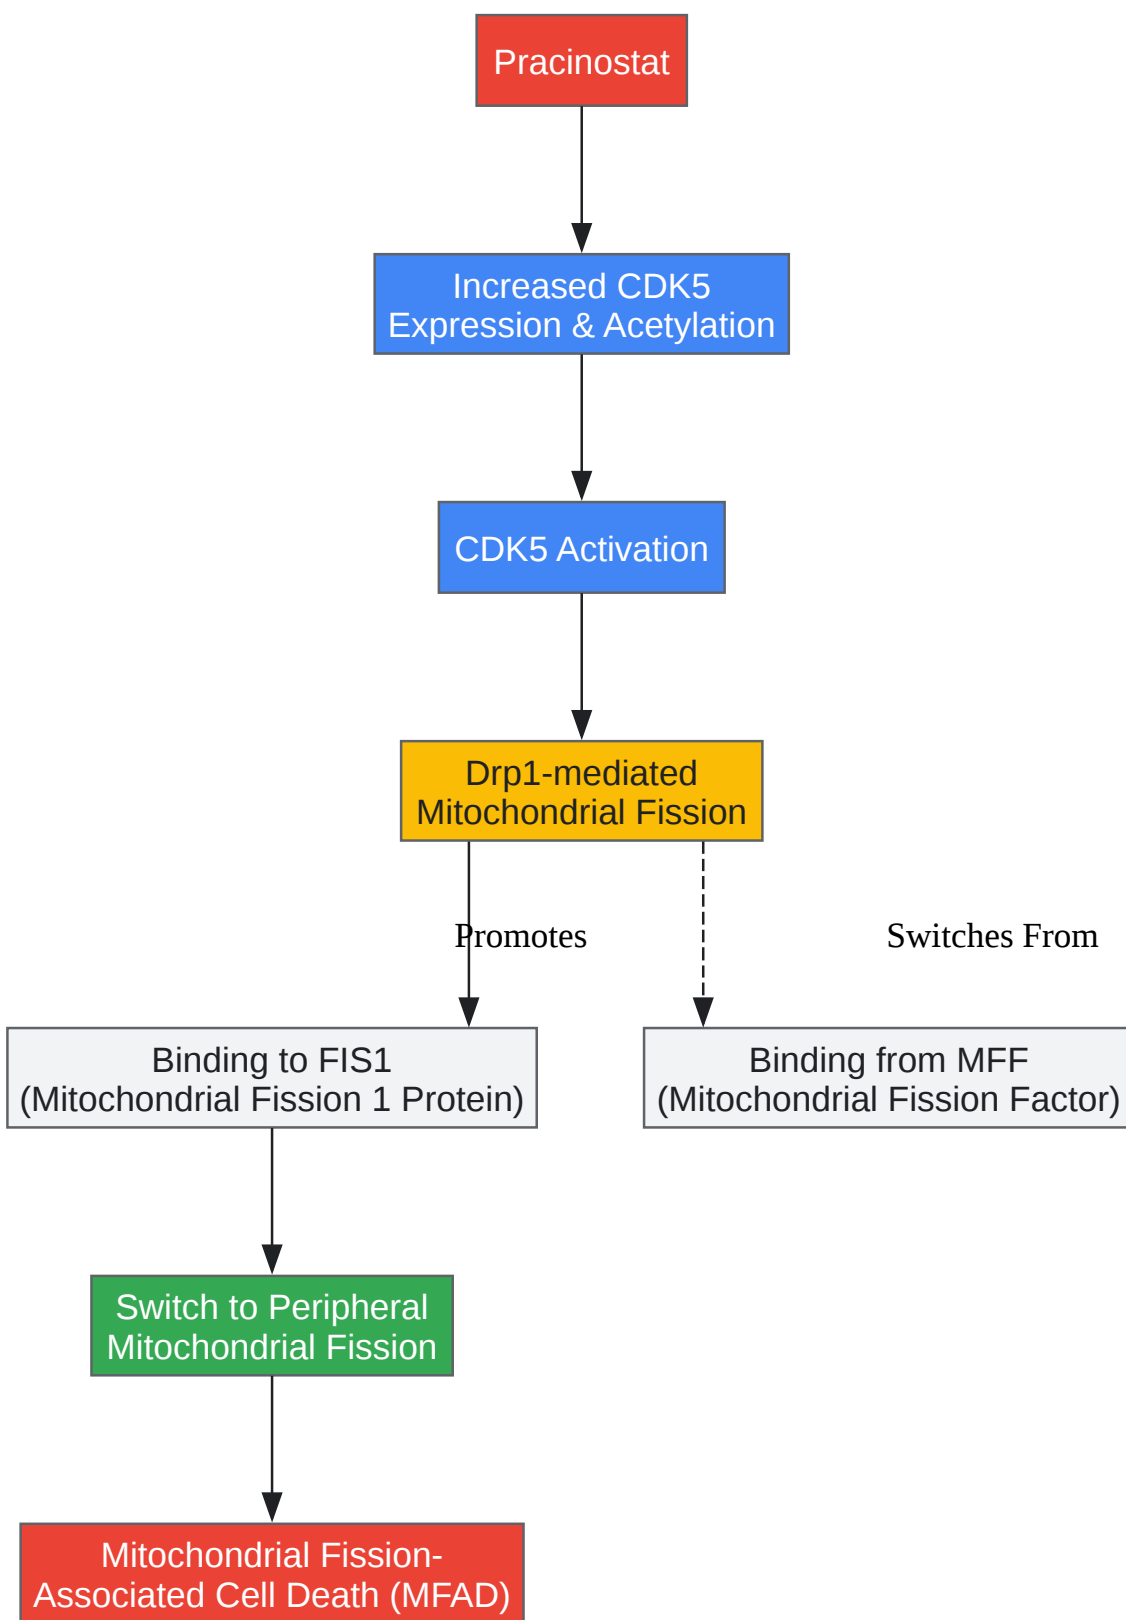 Pracinostat
Increased CDK5
Expression & Acetylation
CDK5 Activation
Drp1-mediated
Mitochondrial Fission
Promotes
Switches From
Binding to FIS1
(Mitochondrial Fission 1 Protein)
Binding from MFF
(Mitochondrial Fission Factor)
Switch to Peripheral
Mitochondrial Fission
Mitochondrial Fission-
Associated Cell Death (MFAD)